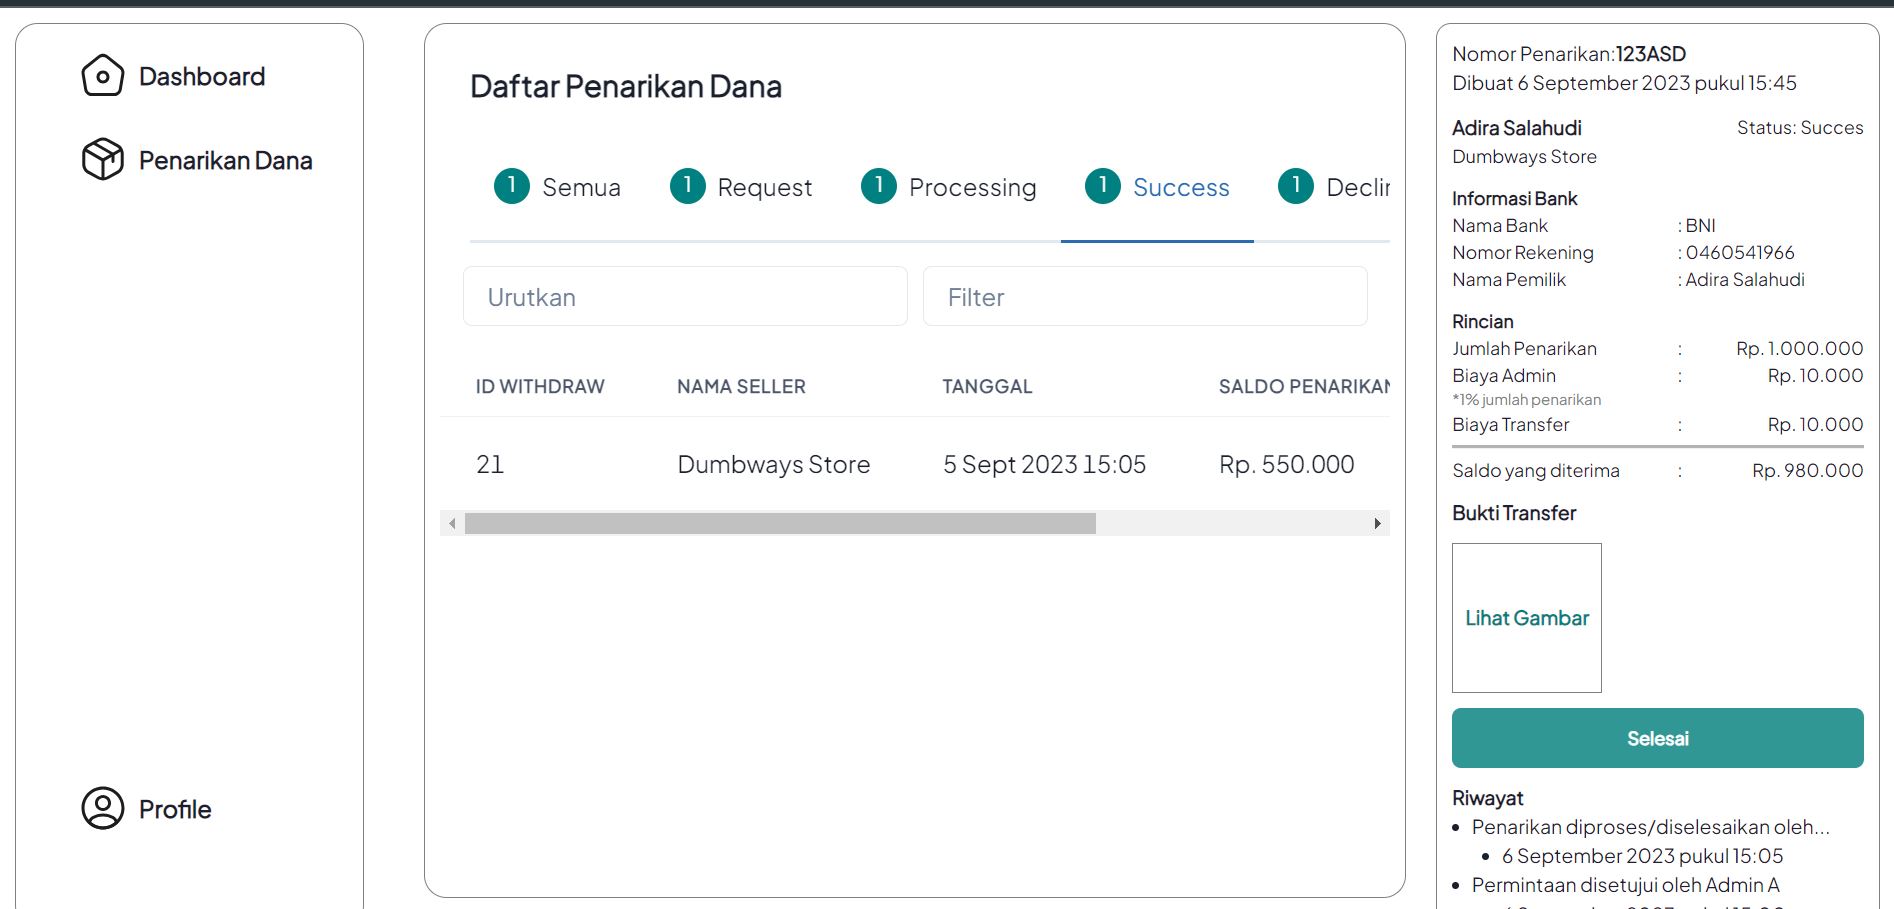 Dashboard
Penarikan Dana
Profile
Daftar Penarikan Dana
1 Semua 1 Request 1 Processing 1 Success 1
Urutkan Filter
ID WITHDRAW NAMA SELLER TANGGAL SALDO PENARIKAN
21 Dumbways Store 5 Sept 2023 15:05 Rp. 550.000
Nomor Penarikan:123ASD
Dibuat 6 September 2023 pukul 15:45
Adira Salahudi Status: Succes
Dumbways Store
Informasi Bank
Nama Bank : BNI
Nomor Rekening : 0460541966
Nama Pemilik : Adira Salahudi
Rincian
Jumlah Penarikan : Rp. 1.000.000
Biaya Admin : Rp. 10.000
*1% jumlah penarikan
Biaya Transfer : Rp. 10.000
Saldo yang diterima : Rp. 980.000
Bukti Transfer
Lihat Gambar
Selesai
Riwayat
• Penarikan diproses/diselesaikan oleh...
• 6 September 2023 pukul 15:05
• Permintaan disetujui oleh Admin A